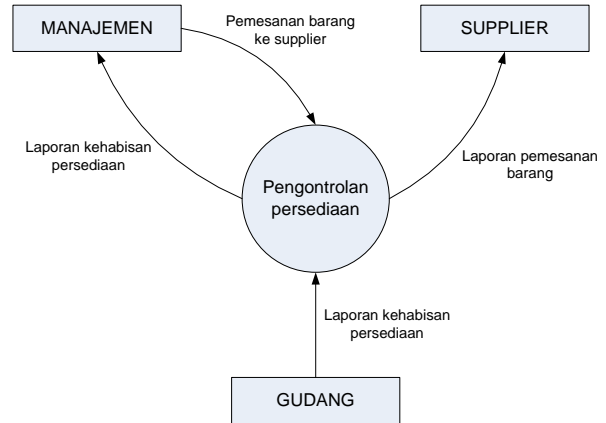 MANAJEMEN
Pemesanan barang
ke supplier
SUPPLIER
Laporan kehabisan
persediaan
Pengontrolan
persediaan
Laporan pemesanan
barang
Laporan kehabisan
persediaan
GUDANG